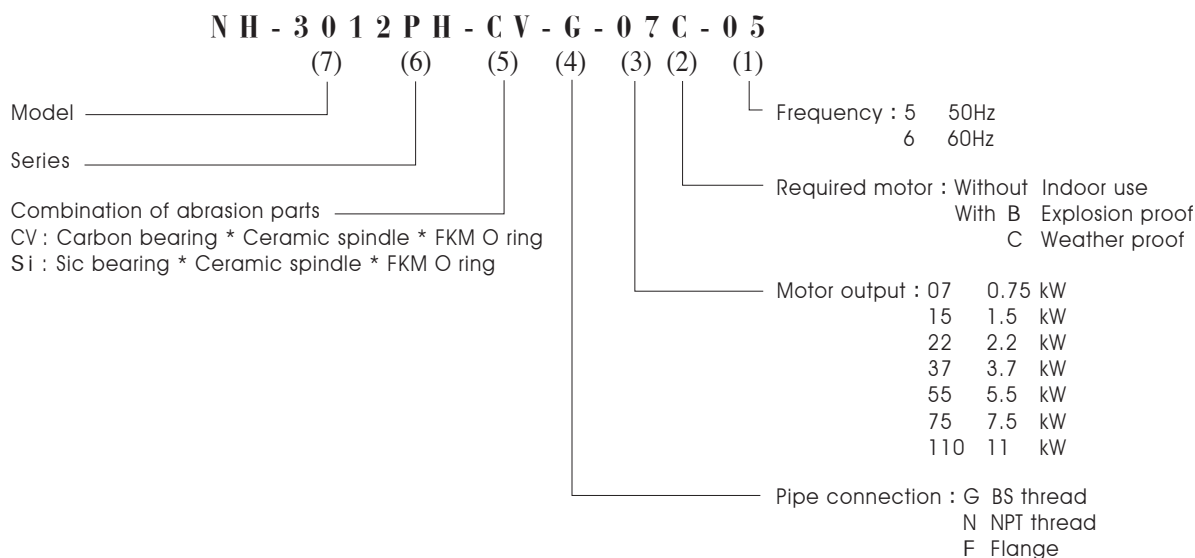 NH-3012PH-CV-G-07C-05
(7) (6) (5) (4) (3) (2) (1)
Model
Series
Combination of abrasion parts
CV : Carbon bearing * Ceramic spindle * FKM O ring
Si : Sic bearing * Ceramic spindle * FKM O ring
Frequency : 5 50Hz
6 60Hz
Required motor : Without Indoor use
With B Explosion proof
C Weather proof
Motor output : 07 0.75 kW
15 1.5 kW
22 2.2 kW
37 3.7 kW
55 5.5 kW
75 7.5 kW
110 11 kW
Pipe connection : G BS thread
N NPT thread
F Flange